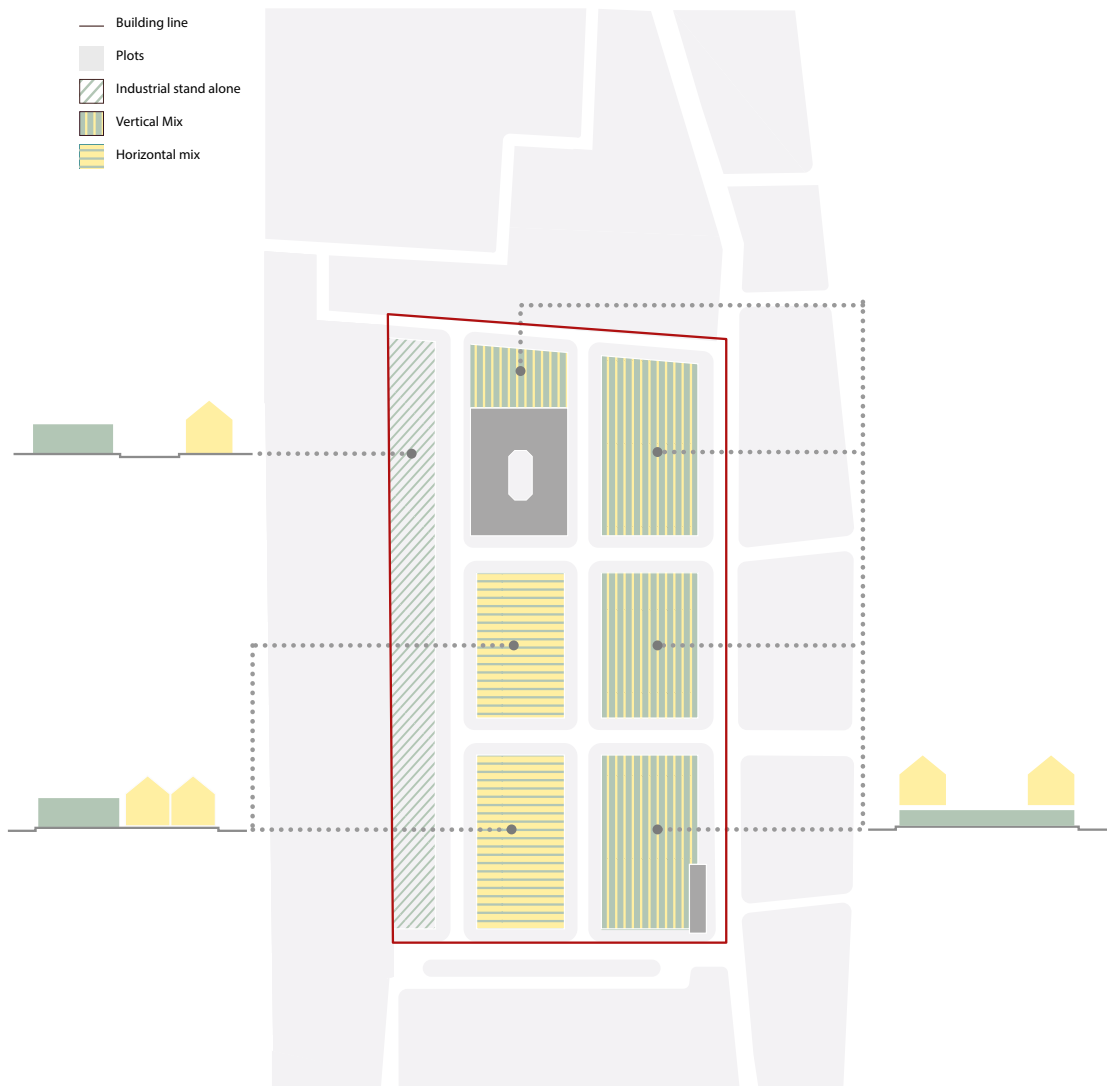 Building line
Plots
Industrial stand alone
Vertical Mix
Horizontal mix